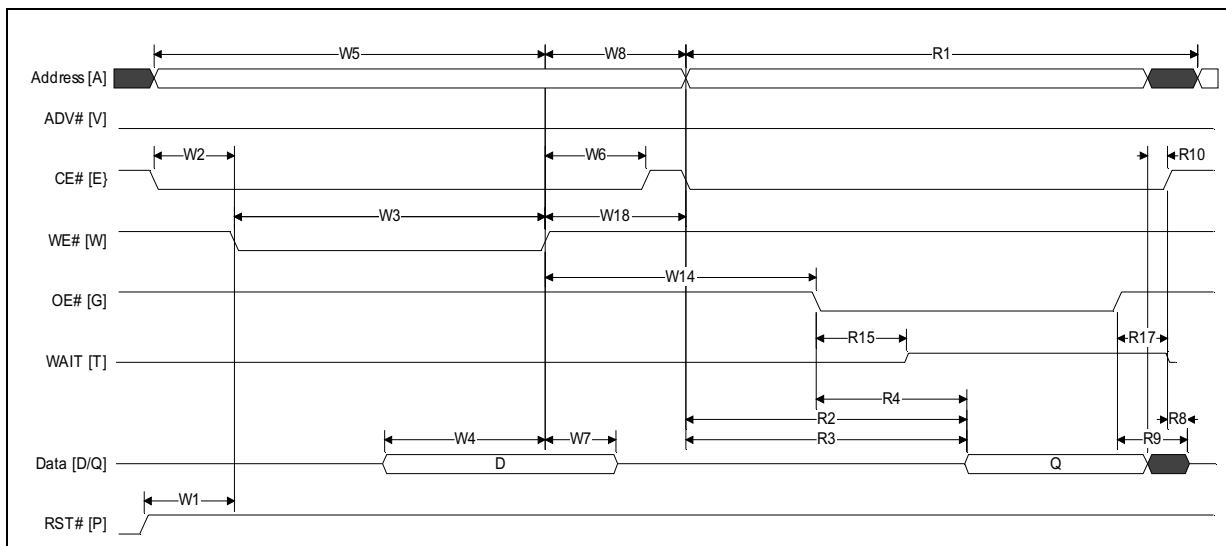 W5 W8 R1
Address [A]
ADV# [V]
W2 W6 R10
CE# [E}
W3 W18
WE# [W]
W14
OE# [G]
R15 R17
WAIT [T]
R4
R2 R8
R3 R9
W4 W7
Data [D/Q] D Q
W1
RST# [P]